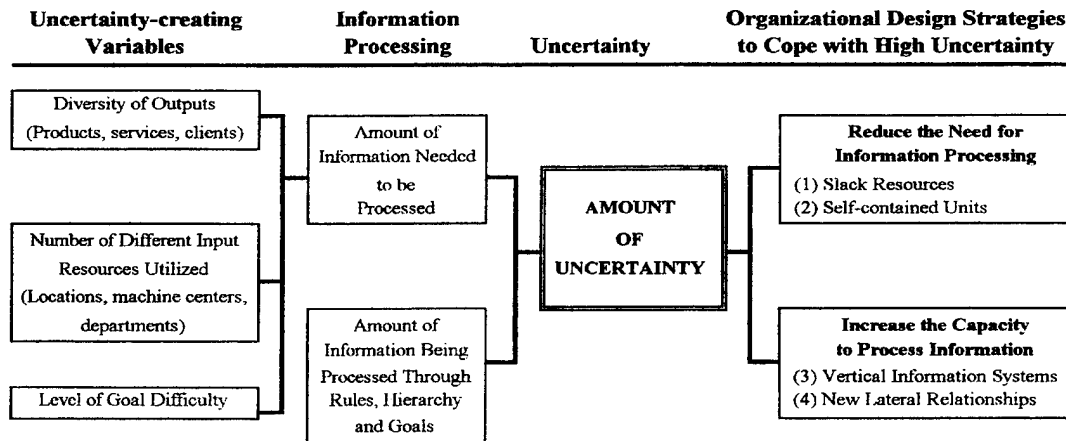 Uncertainty-creating
Variables
Information
Processing
Uncertainty
Organizational Design Strategies
to Cope with High Uncertainty
Diversity of Outputs
(Products, services, clients)
Number of Different Input
Resources Utilized
(Locations, machine centers,
departments)
Level of Goal Difficulty
Amount of
Information Needed
to be
Processed
Amount of
Information Being
Processed Through
Rules, Hierarchy
and Goals
AMOUNT
OF
UNCERTAINTY
Reduce the Need for
Information Processing
(1) Slack Resources
(2) Self-contained Units
Increase the Capacity
to Process Information
(3) Vertical Information Systems
(4) New Lateral Relationships